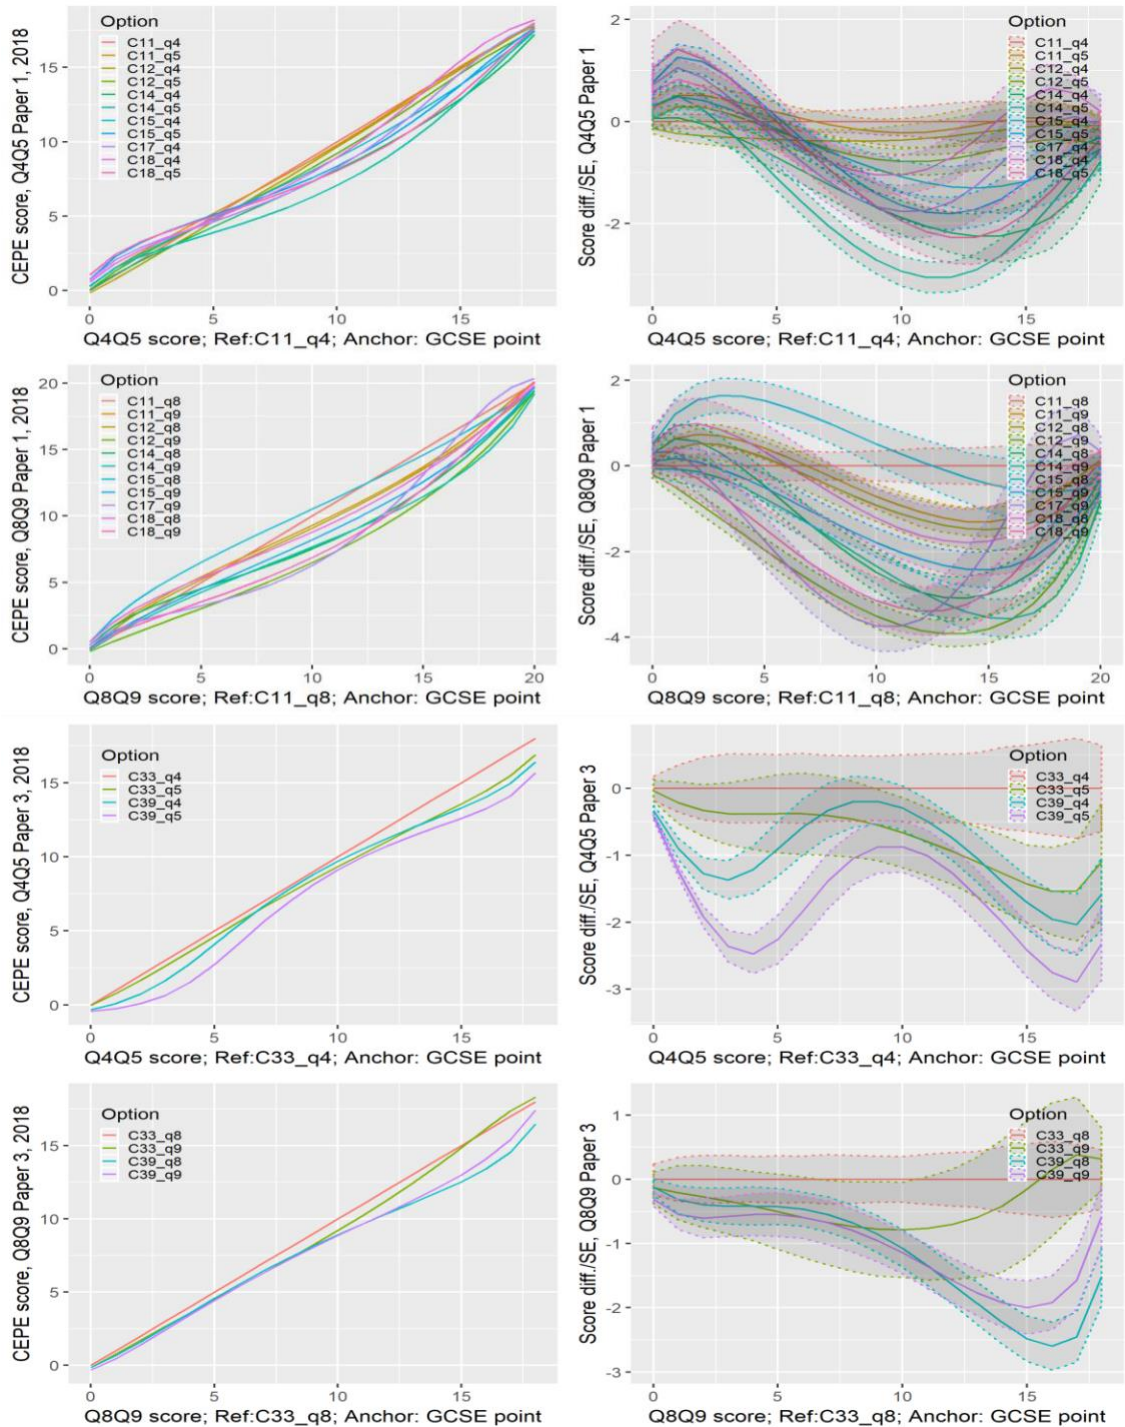 CEPE score, Q4Q5 Paper 1, 2018
15
10
5
0
Option
C11_q4
C11_q5
C12_q4
C12_q5
C14_q4
C14_q5
C15_q4
C15_q5
C17_q4
C18_q4
C18_q5
0 5 10 15
Q4Q5 score; Ref:C11_q4; Anchor: GCSE point
Score diff./SE, Q4Q5 Paper 1
2
0
-2
Option
C11_q4
C11_q5
C12_q4
C12_q5
C14_q4
C14_q5
C15_q4
C15_q5
C17_q4
C18_q4
C18_q5
0 5 10 15
Q4Q5 score; Ref:C11_q4; Anchor: GCSE point
CEPE score, Q8Q9 Paper 1, 2018
20
15
10
5
0
Option
C11_q8
C11_q9
C12_q8
C12_q9
C14_q8
C14_q9
C15_q8
C15_q9
C17_q9
C18_q8
C18_q9
0 5 10 15 20
Q8Q9 score; Ref:C11_q8; Anchor: GCSE point
Score diff./SE, Q8Q9 Paper 1
2
0
-2
-4
Option
C11_q8
C11_q9
C12_q8
C12_q9
C14_q8
C14_q9
C15_q8
C15_q9
C17_q9
C18_q8
C18_q9
0 5 10 15 20
Q8Q9 score; Ref:C11_q8; Anchor: GCSE point
CEPE score, Q4Q5 Paper 3, 2018
15
10
5
0
Option
C33_q4
C33_q5
C39_q4
C39_q5
0 5 10 15
Q4Q5 score; Ref:C33_q4; Anchor: GCSE point
Score diff./SE, Q4Q5 Paper 3
0
-1
-2
-3
Option
C33_q4
C33_q5
C39_q4
C39_q5
0 5 10 15
Q4Q5 score; Ref:C33_q4; Anchor: GCSE point
CEPE score, Q8Q9 Paper 3, 2018
15
10
5
0
Option
C33_q8
C33_q9
C39_q8
C39_q9
0 5 10 15
Q8Q9 score; Ref:C33_q8; Anchor: GCSE point
Score diff./SE, Q8Q9 Paper 3
1
0
-1
-2
-3
Option
C33_q8
C33_q9
C39_q8
C39_q9
0 5 10 15
Q8Q9 score; Ref:C33_q8; Anchor: GCSE point